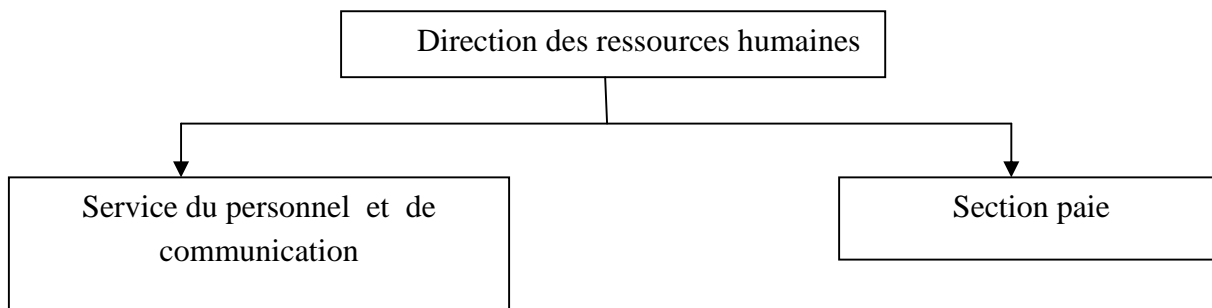 Direction des ressources humaines
Service du personnel et de
communication
Section paie